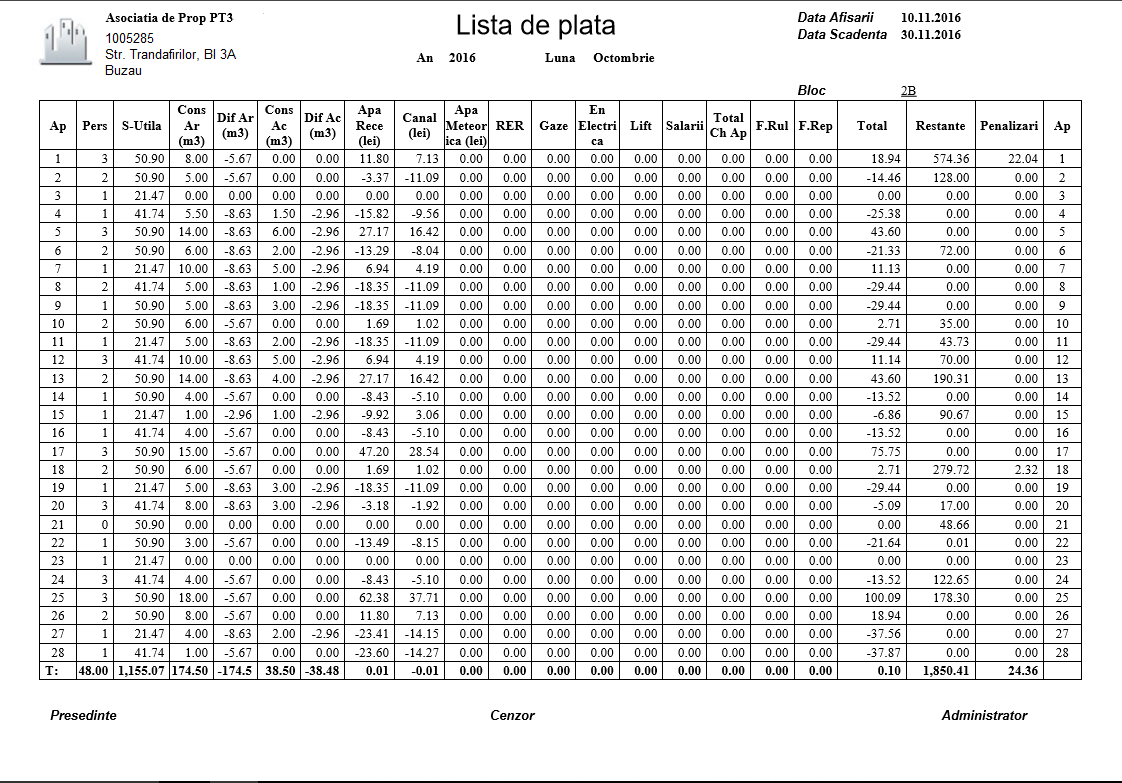 Asociatia de Prop PT3
1005285
Str. Trandafirilor, Bl 3A
Buzau
Lista de plata
An 2016 Luna Octombrie
Data Afisarii 10.11.2016
Data Scadenta 30.11.2016
Bloc 2B
Ap Pers S-Utila Cons Ar (m3) Dif Ar (m3) Cons Ac (m3) Dif Ac (m3) Apa Rece (lei) Canal (lei) Apa Meteor ica (lei) RER Gaze En Electri ca Lift Salarii Total Ch Ap F.Rul F.Rep Total Restante Penalizari Ap
1 3 50.90 8.00 -5.67 0.00 0.00 11.80 7.13 0.00 0.00 0.00 0.00 0.00 0.00 0.00 0.00 0.00 18.94 574.36 22.04 1
2 2 50.90 5.00 -5.67 0.00 0.00 -3.37 -11.09 0.00 0.00 0.00 0.00 0.00 0.00 0.00 0.00 0.00 -14.46 128.00 0.00 2
3 1 21.47 0.00 0.00 0.00 0.00 0.00 0.00 0.00 0.00 0.00 0.00 0.00 0.00 0.00 0.00 0.00 0.00 0.00 0.00 3
4 1 41.74 5.50 -8.63 1.50 -2.96 -15.82 -9.56 0.00 0.00 0.00 0.00 0.00 0.00 0.00 0.00 0.00 -25.38 0.00 0.00 4
5 3 50.90 14.00 -8.63 6.00 -2.96 27.17 16.42 0.00 0.00 0.00 0.00 0.00 0.00 0.00 0.00 0.00 43.60 0.00 0.00 5
6 2 50.90 6.00 -8.63 2.00 -2.96 -13.29 -8.04 0.00 0.00 0.00 0.00 0.00 0.00 0.00 0.00 0.00 -21.33 72.00 0.00 6
7 1 21.47 10.00 -8.63 5.00 -2.96 6.94 4.19 0.00 0.00 0.00 0.00 0.00 0.00 0.00 0.00 0.00 11.13 0.00 0.00 7
8 2 41.74 5.00 -8.63 1.00 -2.96 -18.35 -11.09 0.00 0.00 0.00 0.00 0.00 0.00 0.00 0.00 0.00 -29.44 0.00 0.00 8
9 1 50.90 5.00 -8.63 3.00 -2.96 -18.35 -11.09 0.00 0.00 0.00 0.00 0.00 0.00 0.00 0.00 0.00 -29.44 0.00 0.00 9
10 2 50.90 6.00 -5.67 0.00 0.00 1.69 1.02 0.00 0.00 0.00 0.00 0.00 0.00 0.00 0.00 0.00 2.71 35.00 0.00 10
11 1 21.47 5.00 -8.63 2.00 -2.96 -18.35 -11.09 0.00 0.00 0.00 0.00 0.00 0.00 0.00 0.00 0.00 -29.44 43.73 0.00 11
12 3 41.74 10.00 -8.63 5.00 -2.96 6.94 4.19 0.00 0.00 0.00 0.00 0.00 0.00 0.00 0.00 0.00 11.14 70.00 0.00 12
13 2 50.90 14.00 -8.63 4.00 -2.96 27.17 16.42 0.00 0.00 0.00 0.00 0.00 0.00 0.00 0.00 0.00 43.60 190.31 0.00 13
14 1 50.90 4.00 -5.67 0.00 0.00 -8.43 -5.10 0.00 0.00 0.00 0.00 0.00 0.00 0.00 0.00 0.00 -13.52 0.00 0.00 14
15 1 21.47 1.00 -2.96 1.00 -2.96 -9.92 3.06 0.00 0.00 0.00 0.00 0.00 0.00 0.00 0.00 0.00 -6.86 90.67 0.00 15
16 1 41.74 4.00 -5.67 0.00 0.00 -8.43 -5.10 0.00 0.00 0.00 0.00 0.00 0.00 0.00 0.00 0.00 -13.52 0.00 0.00 16
17 3 50.90 15.00 -5.67 0.00 0.00 47.20 28.54 0.00 0.00 0.00 0.00 0.00 0.00 0.00 0.00 0.00 75.75 0.00 0.00 17
18 2 50.90 6.00 -5.67 0.00 0.00 1.69 1.02 0.00 0.00 0.00 0.00 0.00 0.00 0.00 0.00 0.00 2.71 279.72 2.32 18
19 1 21.47 5.00 -8.63 3.00 -2.96 -18.35 -11.09 0.00 0.00 0.00 0.00 0.00 0.00 0.00 0.00 0.00 -29.44 0.00 0.00 19
20 3 41.74 8.00 -8.63 3.00 -2.96 -3.18 -1.92 0.00 0.00 0.00 0.00 0.00 0.00 0.00 0.00 0.00 -5.09 17.00 0.00 20
21 0 50.90 0.00 0.00 0.00 0.00 0.00 0.00 0.00 0.00 0.00 0.00 0.00 0.00 0.00 0.00 0.00 0.00 48.66 0.00 21
22 1 50.90 3.00 -5.67 0.00 0.00 -13.49 -8.15 0.00 0.00 0.00 0.00 0.00 0.00 0.00 0.00 0.00 -21.64 0.01 0.00 22
23 1 21.47 0.00 0.00 0.00 0.00 0.00 0.00 0.00 0.00 0.00 0.00 0.00 0.00 0.00 0.00 0.00 0.00 0.00 0.00 23
24 3 41.74 4.00 -5.67 0.00 0.00 -8.43 -5.10 0.00 0.00 0.00 0.00 0.00 0.00 0.00 0.00 0.00 -13.52 122.65 0.00 24
25 3 50.90 18.00 -5.67 0.00 0.00 62.38 37.71 0.00 0.00 0.00 0.00 0.00 0.00 0.00 0.00 0.00 100.09 178.30 0.00 25
26 2 50.90 8.00 -5.67 0.00 0.00 11.80 7.13 0.00 0.00 0.00 0.00 0.00 0.00 0.00 0.00 0.00 18.94 0.00 0.00 26
27 1 21.47 4.00 -8.63 2.00 -2.96 -23.41 -14.15 0.00 0.00 0.00 0.00 0.00 0.00 0.00 0.00 0.00 -37.56 0.00 0.00 27
28 1 41.74 1.00 -5.67 0.00 0.00 -23.60 -14.27 0.00 0.00 0.00 0.00 0.00 0.00 0.00 0.00 0.00 -37.87 0.00 0.00 28
T: 48.00 1,155.07 174.50 -174.5 38.50 -38.48 0.01 -0.01 0.00 0.00 0.00 0.00 0.00 0.00 0.00 0.00 0.00 0.10 1,850.41 24.36
Presedinte Cenzor Administrator